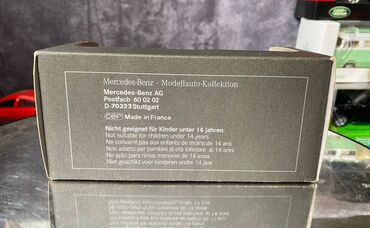 Mercedes-Benz - Modellauto-Kollektion
Mercedes-Benz AG
Postfach 60 02 02
D-70322 Stuttgart
CEF Made in France
Nicht geeignet für Kinder unter 14 Jahren
Not suitable for children under 14 years
Ne convient pas aux enfants de moins de 14 ans
Non adatto per bambini di età inferiore ai 14 anni
No apto para ninos menores de 14 anos
Niet geschikt voor kinderen onder 14 jaar